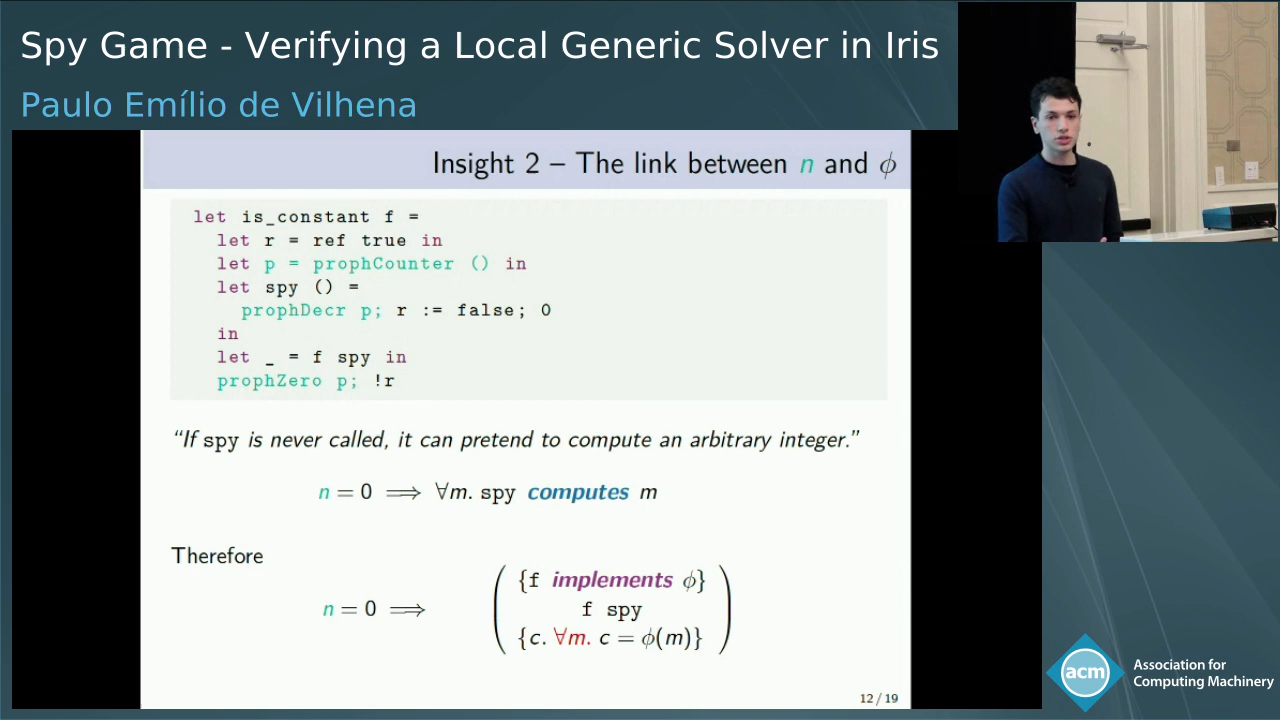 Spy Game - Verifying a Local Generic Solver in Iris
Paulo Emílio de Vilhena
Insight 2 – The link between n and ϕ
let is_constant f =
let r = ref true in
let p = prophCounter () in
let spy () =
prophDecr p; r := false; 0
in
let _ = f spy in
prophZero p; !r
“If spy is never called, it can pretend to compute an arbitrary integer.”
n = 0 ⟹ ∀m. spy computes m
Therefore
{f implements ϕ}
n = 0 ⟹ f spy
{c. ∀m. c = ϕ(m)}
12 / 19
acm
Association for
Computing Machinery